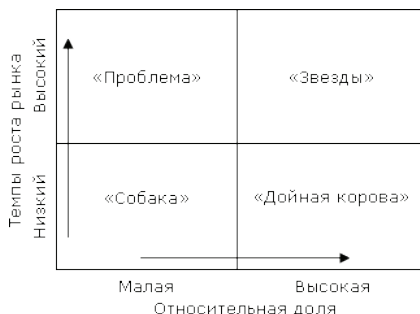 Темпы роста рынка
Высокий
Низкий
«Проблема»
«Звезды»
«Собака»
«Дойная корова»
Малая
Высокая
Относительная доля